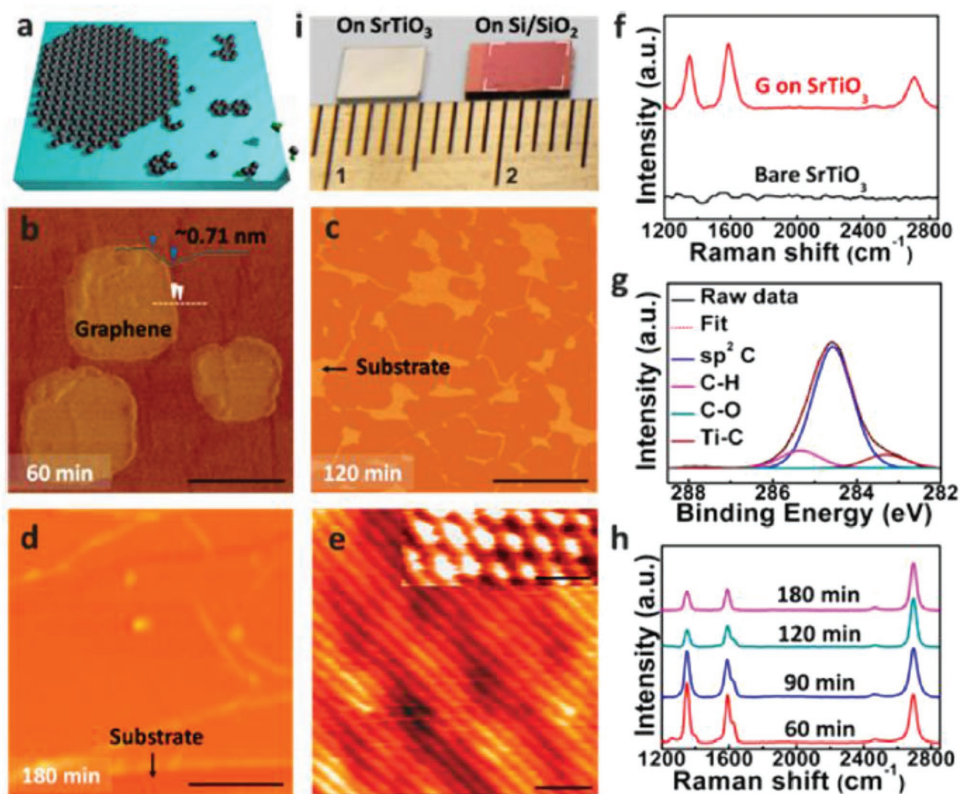 a
i
On SrTiO₃
On Si/SiO₂
1
2
f
Intensity (a.u.)
G on SrTiO₃
Bare SrTiO₃
1200 1600 2000 2400 2800
Raman shift (cm⁻¹)
b
~0.71 nm
Graphene
60 min
c
Substrate
120 min
g
Intensity (a.u.)
Raw data
Fit
sp² C
C-H
C-O
Ti-C
288 286 284 282
Binding Energy (eV)
d
Substrate
180 min
e
h
Intensity (a.u.)
180 min
120 min
90 min
60 min
1200 1600 2000 2400 2800
Raman shift (cm⁻¹)